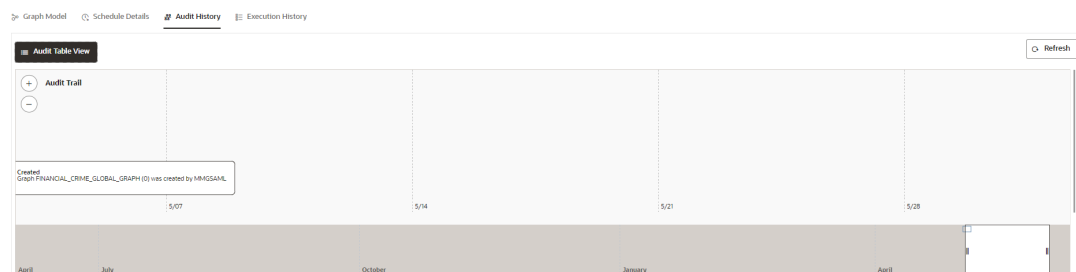 Graph Model Schedule Details Audit History Execution History
Audit Table View Refresh
+ Audit Trail
−
Created
Graph FINANCIAL_CRIME_GLOBAL_GRAPH (0) was created by MMGSAML
5/07 5/14 5/21 5/28
April July October January April